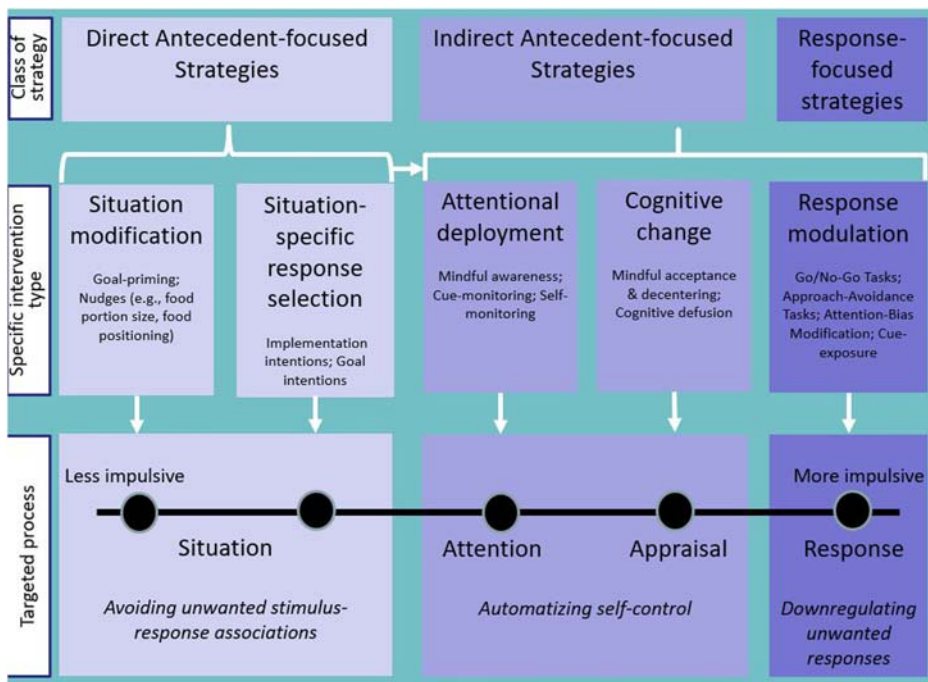 Class of
strategy
Direct Antecedent-focused
Strategies
Indirect Antecedent-focused
Strategies
Response-
focused
strategies
Specific intervention
type
Situation
modification
Goal-priming;
Nudges (e.g., food
portion size, food
positioning)
Situation-
specific
response
selection
Implementation
intentions; Goal
intentions
Attentional
deployment
Mindful awareness;
Cue-monitoring; Self-
monitoring
Cognitive
change
Mindful acceptance
& decentering;
Cognitive defusion
Response
modulation
Go/No-Go Tasks;
Approach-Avoidance
Tasks; Attention-Bias
Modification; Cue-
exposure
Targeted process
Less impulsive
More impulsive
Situation
Attention
Appraisal
Response
Avoiding unwanted stimulus-
response associations
Automatizing self-control
Downregulating
unwanted
responses